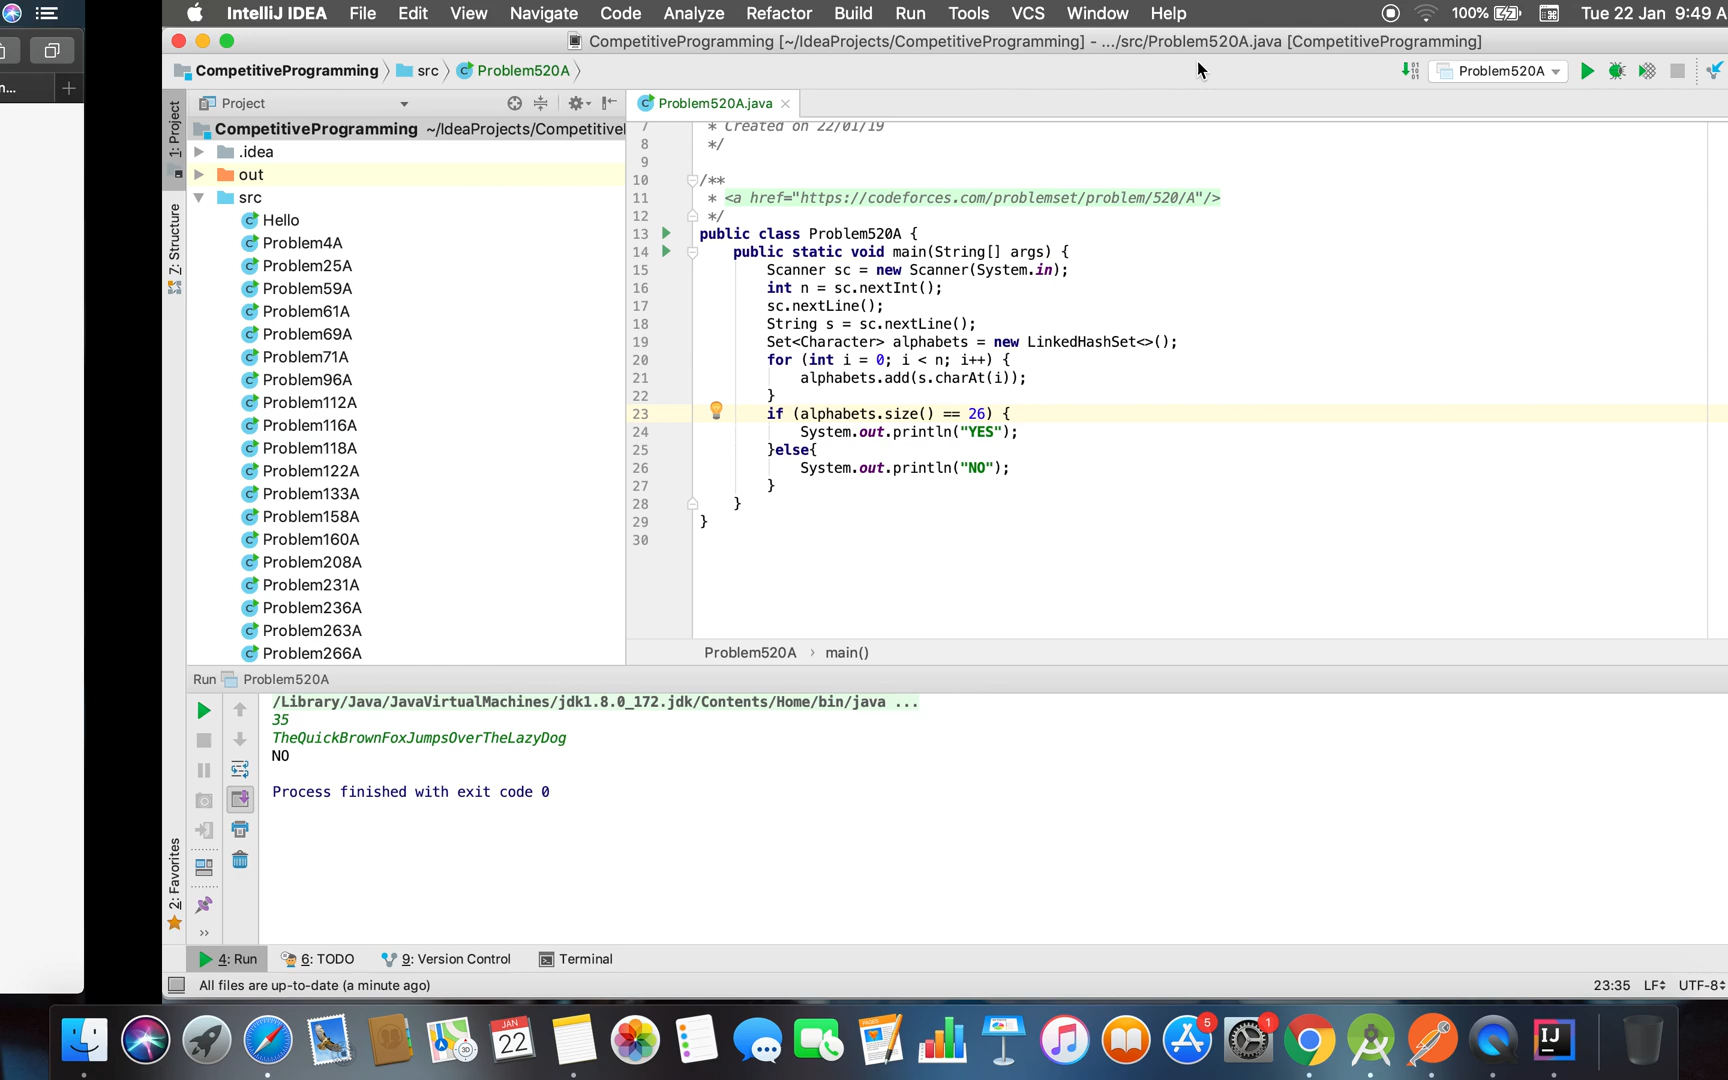 IntelliJ IDEA File Edit View Navigate Code Analyze Refactor Build Run Tools VCS Window Help 100% Tue 22 Jan 9:49 A
CompetitiveProgramming [~/IdeaProjects/CompetitiveProgramming] - .../src/Problem520A.java [CompetitiveProgramming]
CompetitiveProgramming src Problem520A Problem520A
Project Problem520A.java
1: Project
7: Structure
2: Favorites
CompetitiveProgramming ~/IdeaProjects/Competitivel
.idea
out
src
Hello
Problem4A
Problem25A
Problem59A
Problem61A
Problem69A
Problem71A
Problem96A
Problem112A
Problem116A
Problem118A
Problem122A
Problem133A
Problem158A
Problem160A
Problem208A
Problem231A
Problem236A
Problem263A
Problem266A
7 * Created on 22/01/19
8 */
9
10 /**
11 * <a href="https://codeforces.com/problemset/problem/520/A"/>
12 */
13 public class Problem520A {
14 public static void main(String[] args) {
15 Scanner sc = new Scanner(System.in);
16 int n = sc.nextInt();
17 sc.nextLine();
18 String s = sc.nextLine();
19 Set<Character> alphabets = new LinkedHashSet<>();
20 for (int i = 0; i < n; i++) {
21 alphabets.add(s.charAt(i));
22 }
23 if (alphabets.size() == 26) {
24 System.out.println("YES");
25 }else{
26 System.out.println("NO");
27 }
28 }
29 }
30
Problem520A › main()
Run Problem520A
/Library/Java/JavaVirtualMachines/jdk1.8.0_172.jdk/Contents/Home/bin/java ...
35
TheQuickBrownFoxJumpsOverTheLazyDog
NO
Process finished with exit code 0
4: Run 6: TODO 9: Version Control Terminal
All files are up-to-date (a minute ago) 23:35 LF UTF-8
JAN
22
3D
5
1
IJ